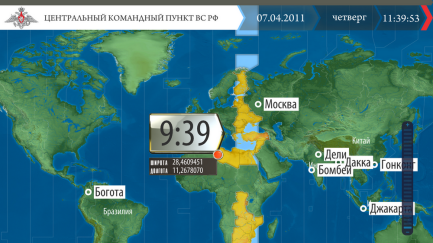 ЦЕНТРАЛЬНЫЙ КОМАНДНЫЙ ПУНКТ ВС РФ
07.04.2011
четверг
11:39:53
Москва
9:39
ШИРОТА 28,4609451
ДОЛГОТА 11,2678070
Китай
Дели
Дакка
Гонконг
Бомбей
Богота
Бразилия
Джакарта